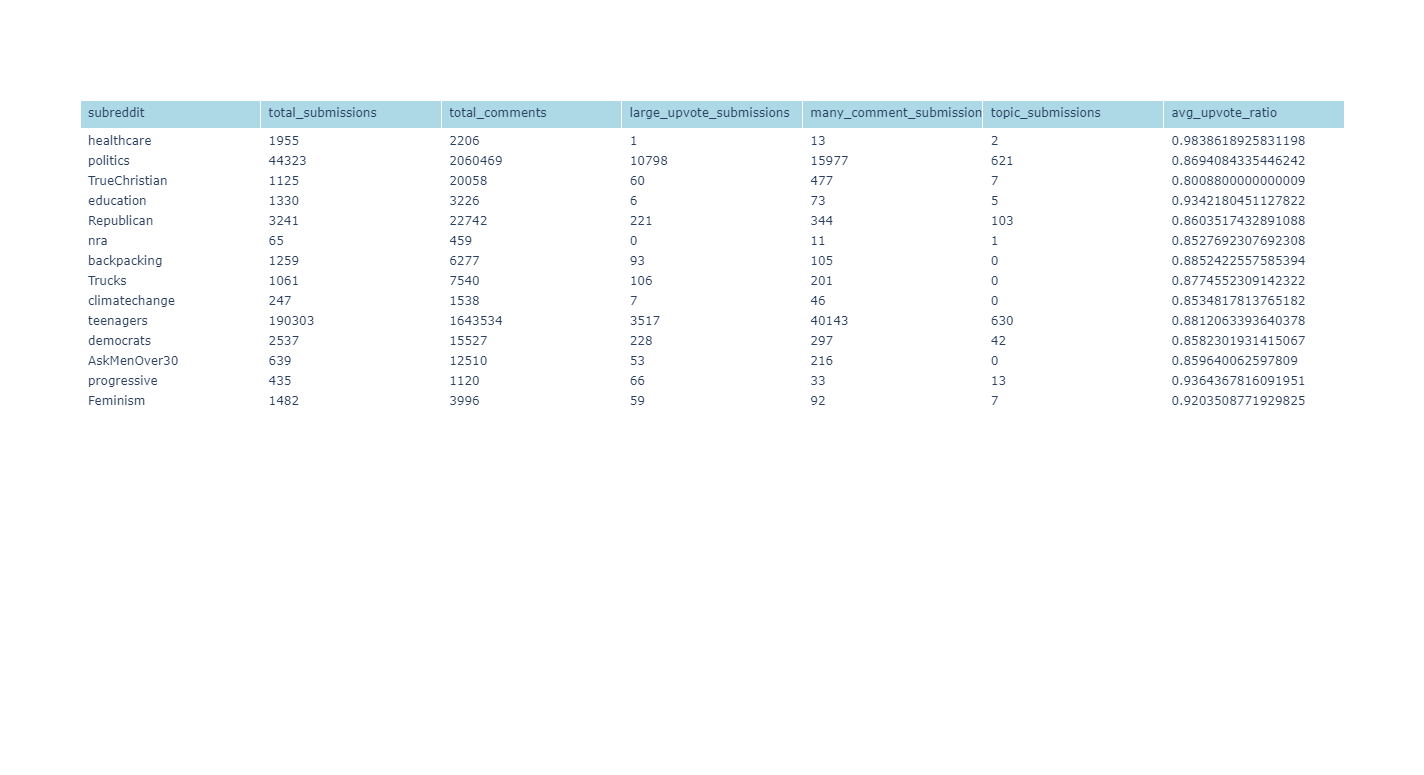 subreddit total_submissions total_comments large_upvote_submissions many_comment_submission topic_submissions avg_upvote_ratio
healthcare 1955 2206 1 13 2 0.9838618925831198
politics 44323 2060469 10798 15977 621 0.8694084335446242
TrueChristian 1125 20058 60 477 7 0.8008800000000009
education 1330 3226 6 73 5 0.9342180451127822
Republican 3241 22742 221 344 103 0.8603517432891088
nra 65 459 0 11 1 0.8527692307692308
backpacking 1259 6277 93 105 0 0.8852422557585394
Trucks 1061 7540 106 201 0 0.8774552309142322
climatechange 247 1538 7 46 0 0.8534817813765182
teenagers 190303 1643534 3517 40143 630 0.8812063393640378
democrats 2537 15527 228 297 42 0.8582301931415067
AskMenOver30 639 12510 53 216 0 0.859640062597809
progressive 435 1120 66 33 13 0.9364367816091951
Feminism 1482 3996 59 92 7 0.9203508771929825